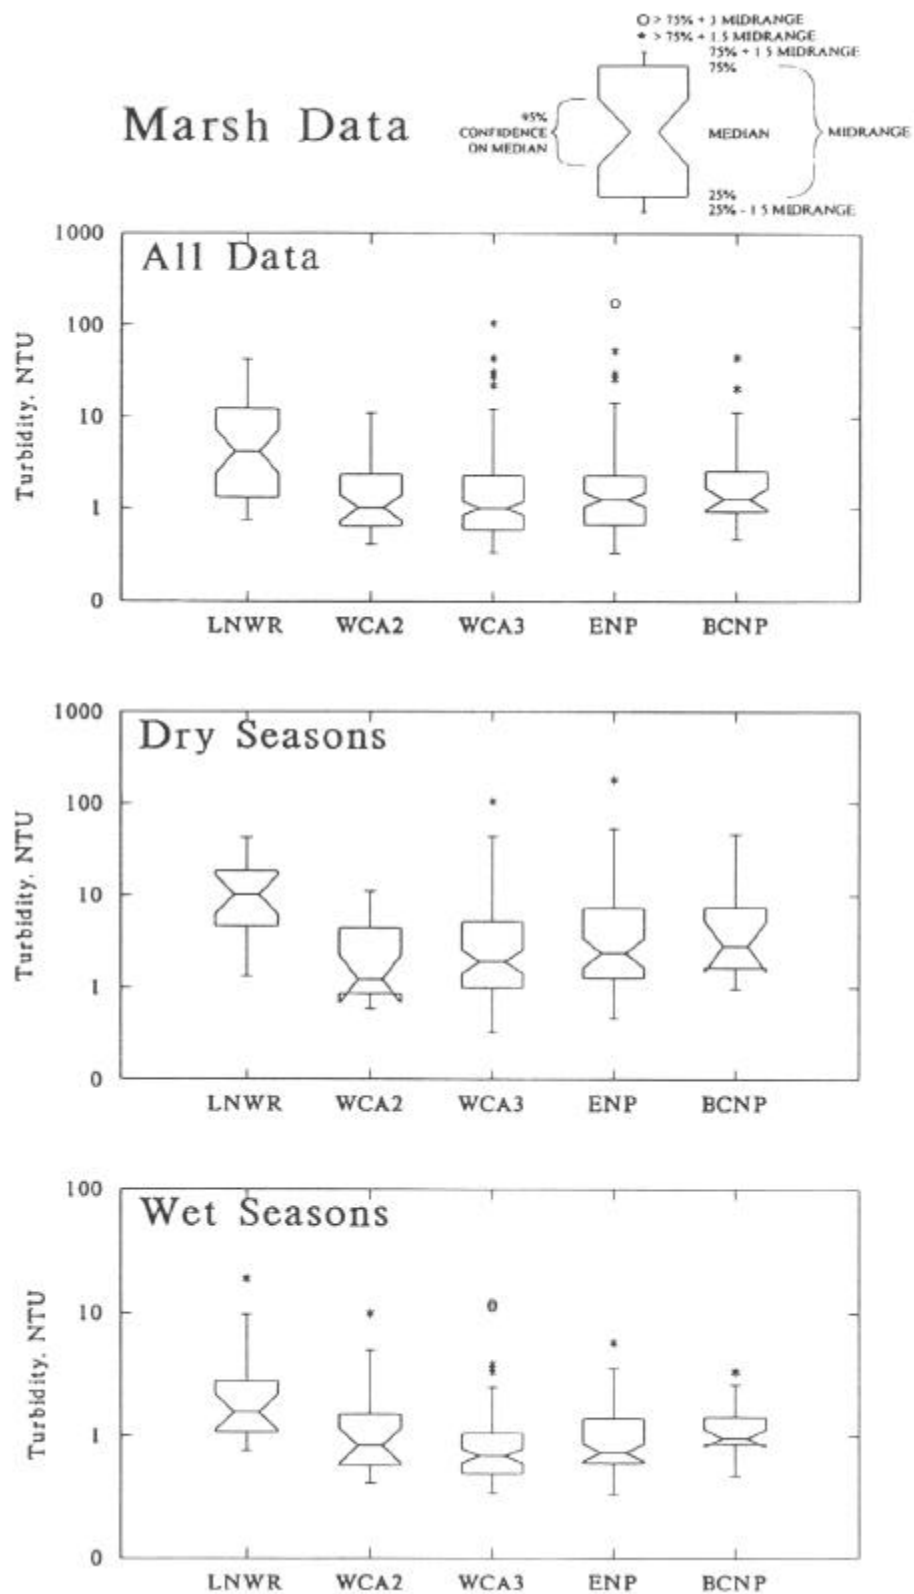 O > 75% + 3 MIDRANGE
* > 75% + 1 5 MIDRANGE
75% + 1 5 MIDRANGE
75%
Marsh Data
95%
CONFIDENCE
ON MEDIAN
MEDIAN
MIDRANGE
25%
25% - 1 5 MIDRANGE
All Data
Turbidity, NTU
1000
100
10
1
0
LNWR WCA2 WCA3 ENP BCNP
Dry Seasons
Turbidity, NTU
1000
100
10
1
0
LNWR WCA2 WCA3 ENP BCNP
Wet Seasons
Turbidity, NTU
100
10
1
0
LNWR WCA2 WCA3 ENP BCNP